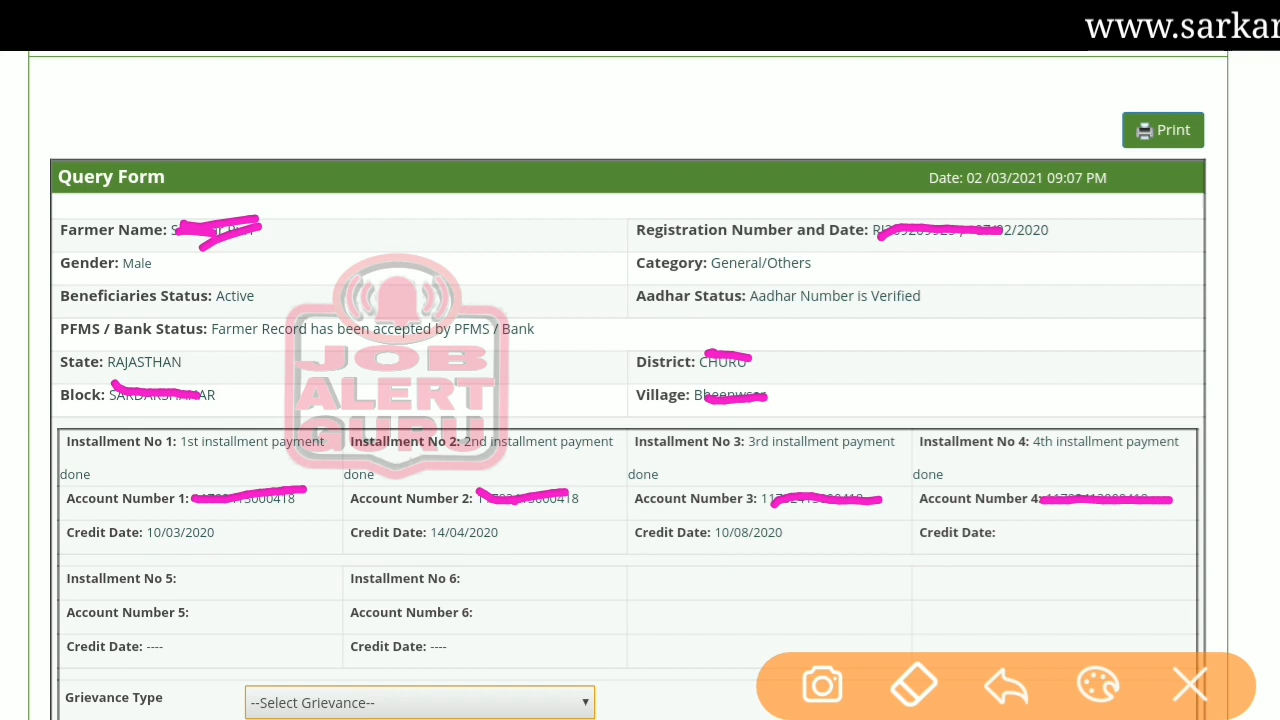 www.sarkar
Print
Query Form Date: 02 /03/2021 09:07 PM
Farmer Name: Registration Number and Date: 2/2020
Gender: Male Category: General/Others
Beneficiaries Status: Active Aadhar Status: Aadhar Number is Verified
PFMS / Bank Status: Farmer Record has been accepted by PFMS / Bank
State: RAJASTHAN District: CHURU
Block: Village:
JOB
ALERT
GURU
Installment No 1: 1st installment payment Installment No 2: 2nd installment payment Installment No 3: 3rd installment payment Installment No 4: 4th installment payment
done done done done
Account Number 1: Account Number 2: Account Number 3: Account Number 4:
Credit Date: 10/03/2020 Credit Date: 14/04/2020 Credit Date: 10/08/2020 Credit Date:
Installment No 5: Installment No 6:
Account Number 5: Account Number 6:
Credit Date: ---- Credit Date: ----
Grievance Type --Select Grievance--